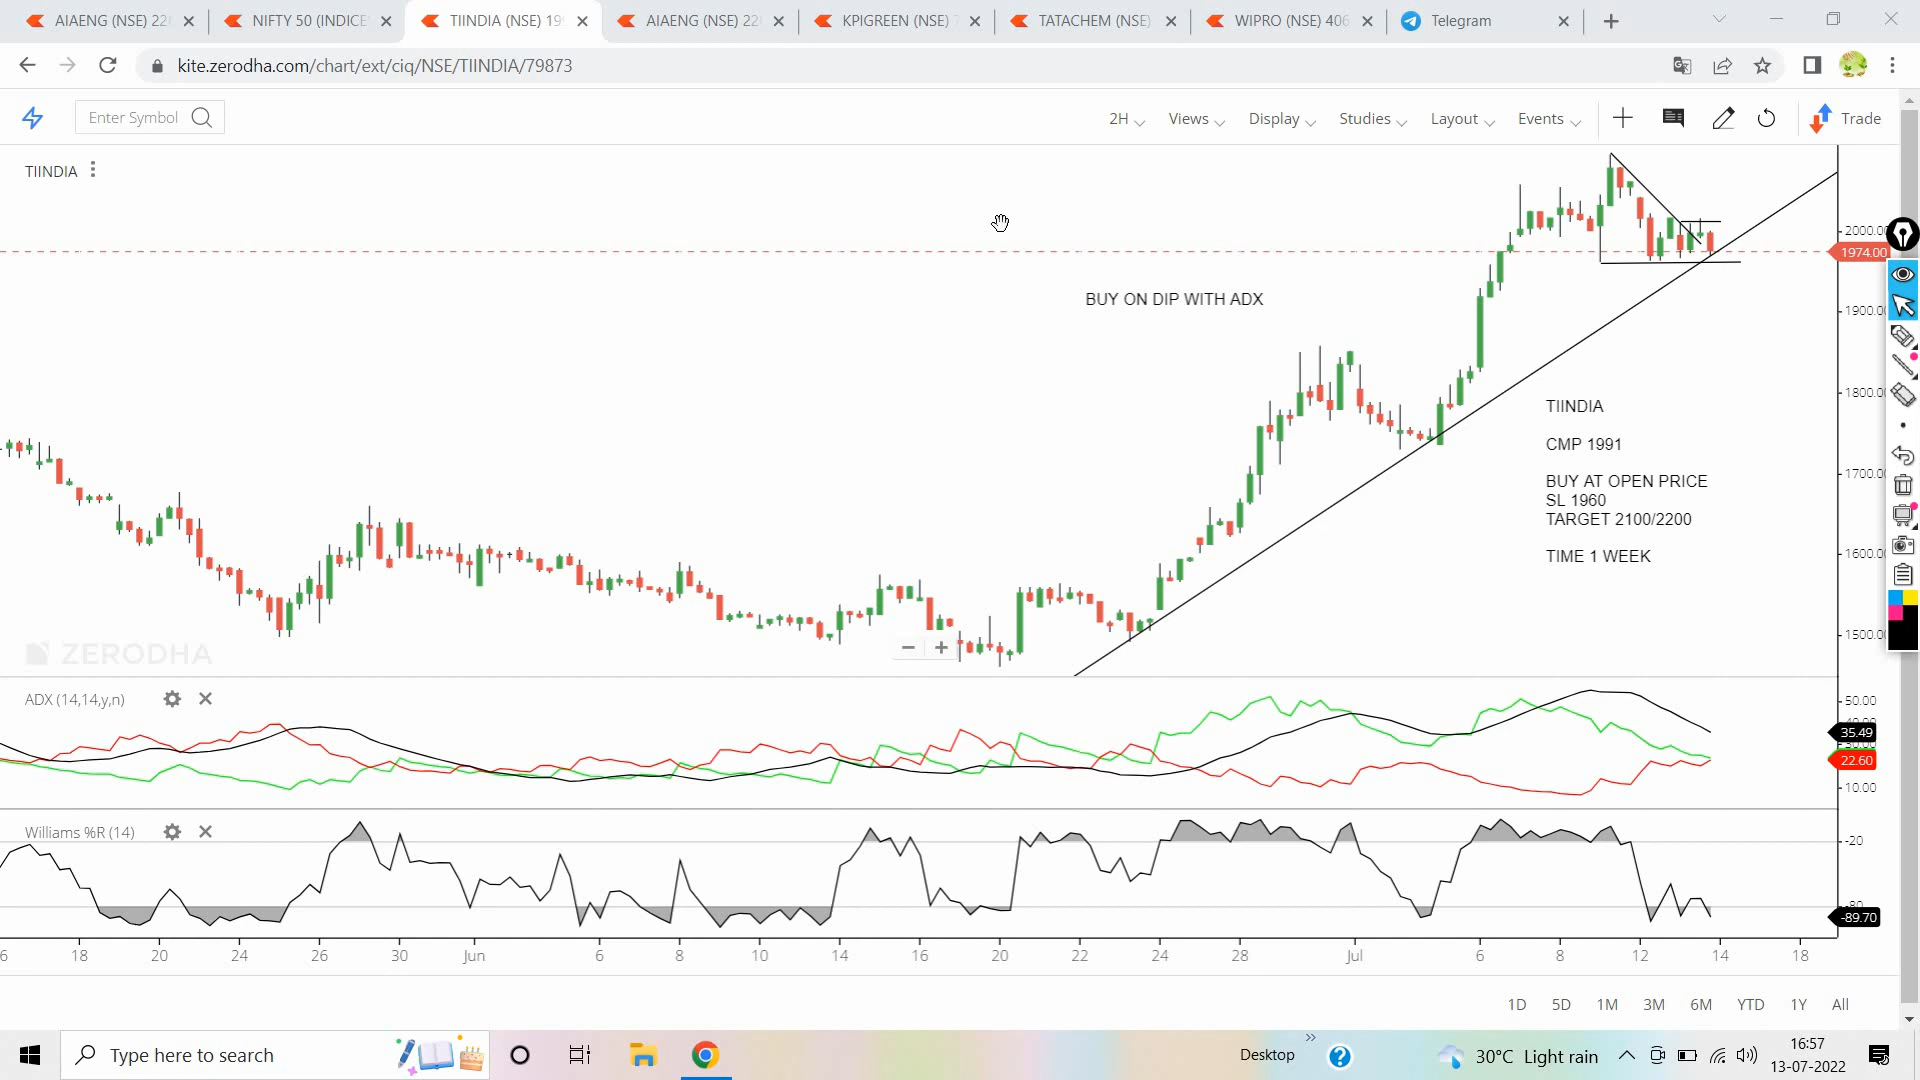 AIAENG (NSE) 22
NIFTY 50 (INDICE
TIINDIA (NSE) 19
AIAENG (NSE) 22
KPIGREEN (NSE) 7
TATACHEM (NSE)
WIPRO (NSE) 406
Telegram
kite.zerodha.com/chart/ext/ciq/NSE/TIINDIA/79873
Enter Symbol
2H
Views
Display
Studies
Layout
Events
Trade
TIINDIA
2000.00
1974.00
BUY ON DIP WITH ADX
1900.00
1800.00
TIINDIA
CMP 1991
1700.00
BUY AT OPEN PRICE
SL 1960
TARGET 2100/2200
TIME 1 WEEK
1600.00
1500.00
ZERODHA
ADX (14,14,y,n)
50.00
35.49
22.60
10.00
Williams %R (14)
-20
-80
-89.70
6 18 20 24 26 30 Jun 6 8 10 14 16 20 22 24 28 Jul 6 8 12 14 18
1D 5D 1M 3M 6M YTD 1Y All
Type here to search
Desktop
30°C Light rain
16:57
13-07-2022